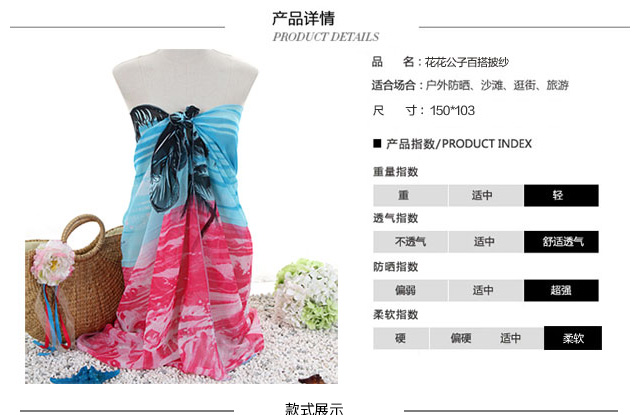 产品详情
PRODUCT DETAILS
品 名：花花公子百搭披纱
适合场合：户外防晒、沙滩、逛街、旅游
尺 寸：150*103
■ 产品指数/PRODUCT INDEX
重量指数
重 适中 轻
透气指数
不透气 适中 舒适透气
防晒指数
偏弱 适中 超强
柔软指数
硬 偏硬 适中 柔软
款式展示